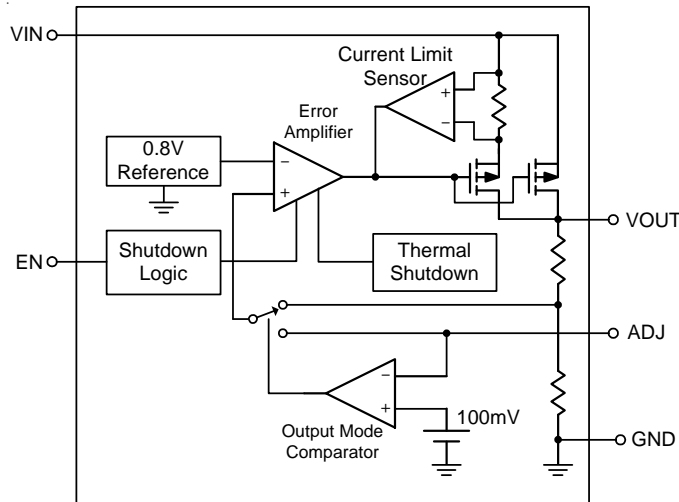 VIN
Current Limit
Sensor
+
−
Error
Amplifier
0.8V
Reference
−
+
VOUT
EN
Shutdown
Logic
Thermal
Shutdown
ADJ
−
+
100mV
Output Mode
Comparator
GND